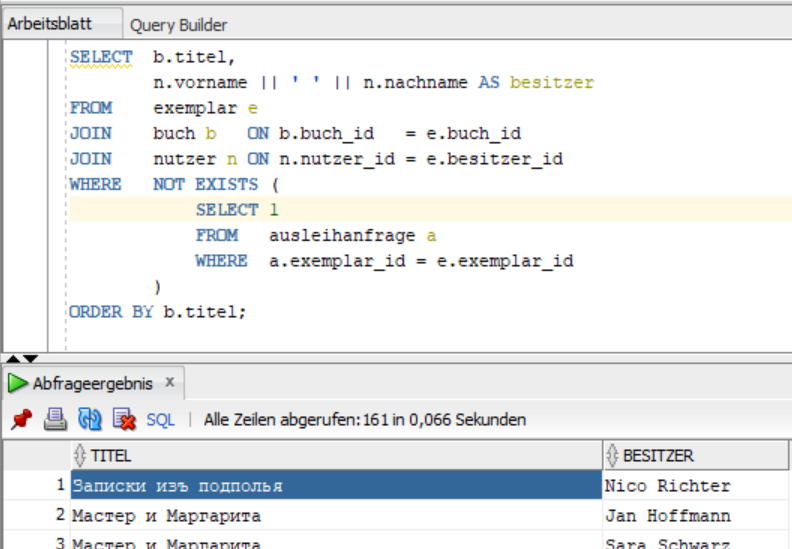 Arbeitsblatt Query Builder
SELECT b.titel,
n.vorname || ' ' || n.nachname AS besitzer
FROM exemplar e
JOIN buch b ON b.buch_id = e.buch_id
JOIN nutzer n ON n.nutzer_id = e.besitzer_id
WHERE NOT EXISTS (
SELECT 1
FROM ausleihanfrage a
WHERE a.exemplar_id = e.exemplar_id
)
ORDER BY b.titel;
Abfrageergebnis x
SQL | Alle Zeilen abgerufen: 161 in 0,066 Sekunden
TITEL BESITZER
1 Записки изъ подполья Nico Richter
2 Мастер и Маргарита Jan Hoffmann
3 Мастер и Маргарита Sara Schwarz